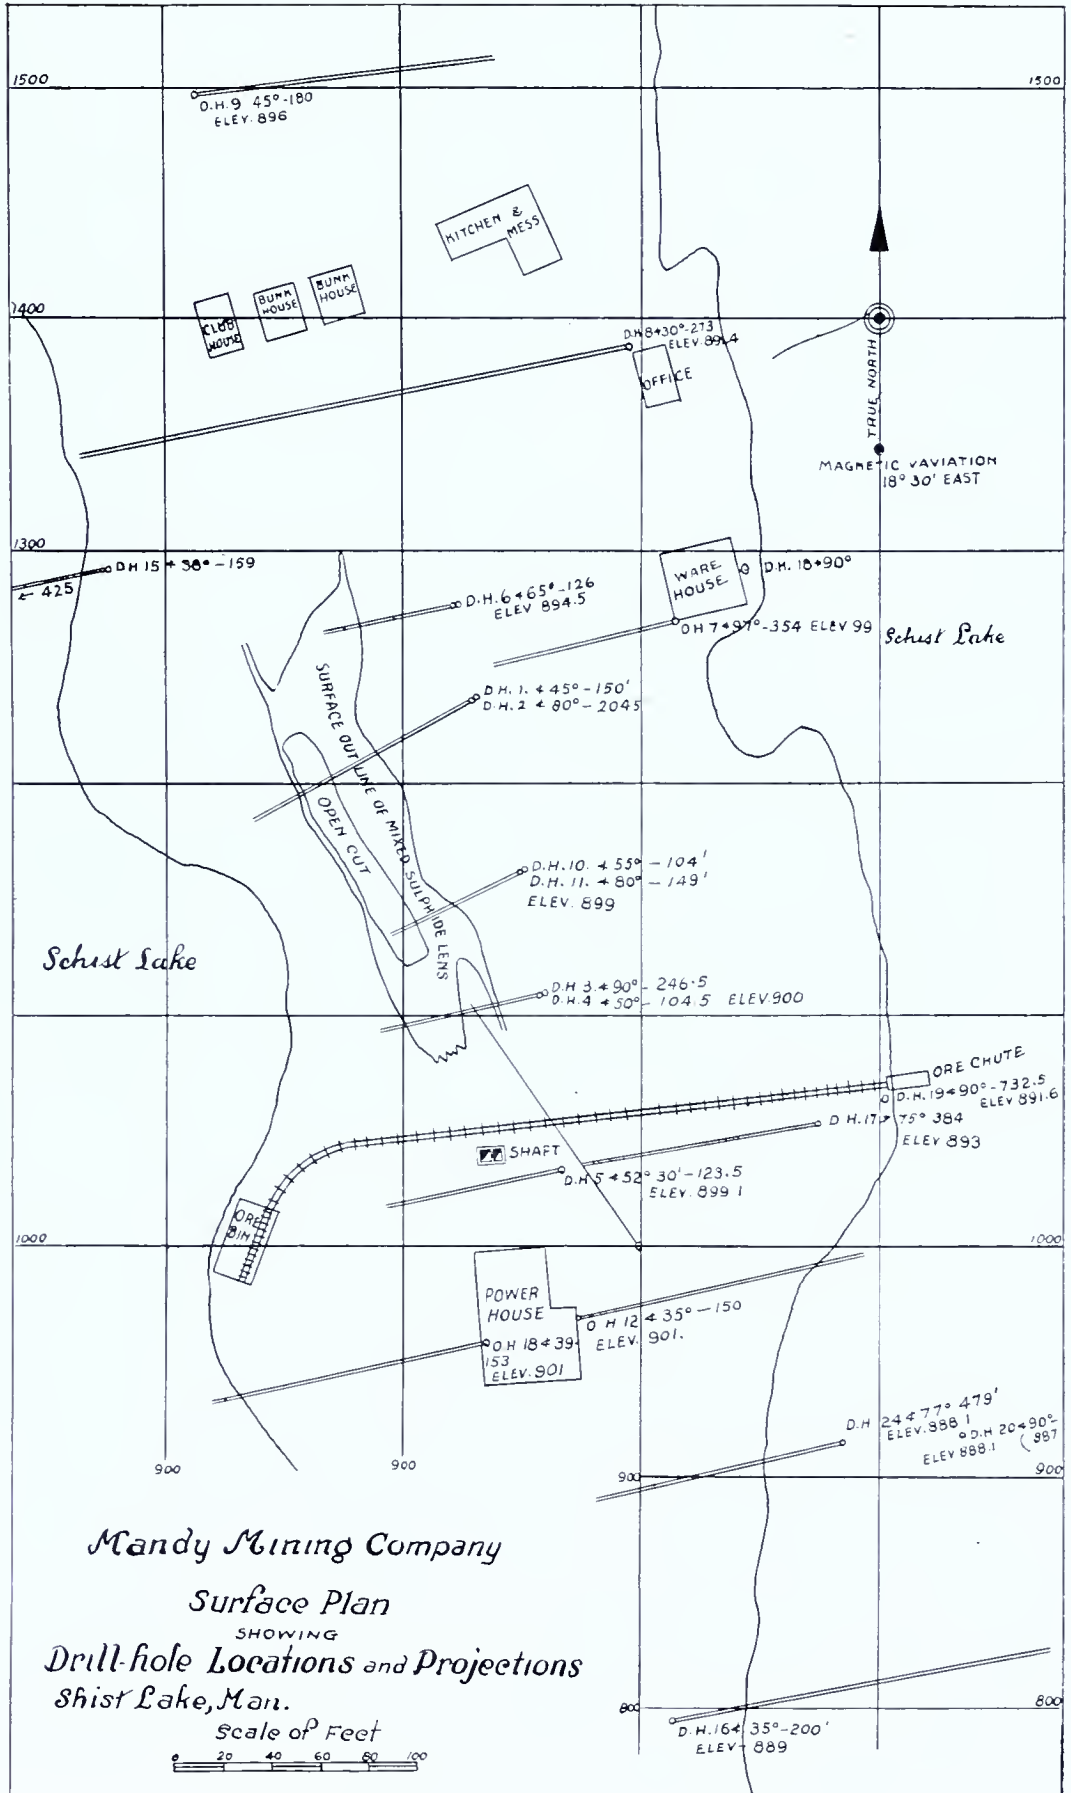 1500
1500
O.H.9 45°-180
ELEV. 896
KITCHEN &
MESS
BUNK
HOUSE
BUNK
HOUSE
CLUB
HOUSE
1400
D.H 8∢30°-273
ELEV. 891.4
OFFICE
TRUE NORTH
MAGNETIC VAVIATION
18° 30' EAST
1300
D H 15 ∢ 38° -159
← 425
D.H. 6∢65°-126
ELEV 894.5
WARE
HOUSE
D.H. 18∢90°
OH 7∢97°-354 ELEV 99
Schist Lake
D.H. 1. ∢ 45°-150'
D.H. 2 ∢ 80°-2045
SURFACE OUT LINE OF MIXED SULPHIDE LENS
OPEN CUT
D.H. 10. ∢ 55° - 104'
D.H. 11. ∢ 80° - 149'
ELEV. 899
Schist Lake
D.H 3.∢90° - 246.5
D.H.4 ∢50°- 104.5 ELEV.900
ORE CHUTE
D.H. 19∢90°-732.5
ELEV 891.6
D H.17∢ 75° 384
ELEV 893
SHAFT
D.H 5 ∢52° 30'-123.5
ELEV. 899 1
ORE
BIN
1000
1000
POWER
HOUSE
O H 12∢35°-150
ELEV. 901.
O.H 18∢39-
153
ELEV. 901
D.H 24∢77° 479'
ELEV.888 1
D.H 20∢90°-
887
ELEV 888.1
900
900
900
900
Mandy Mining Company
Surface Plan
SHOWING
Drill-hole Locations and Projections
Shist Lake, Man.
Scale of Feet
0 20 40 60 80 100
800
800
D.H.16∢ 35°-200'
ELEV- 889